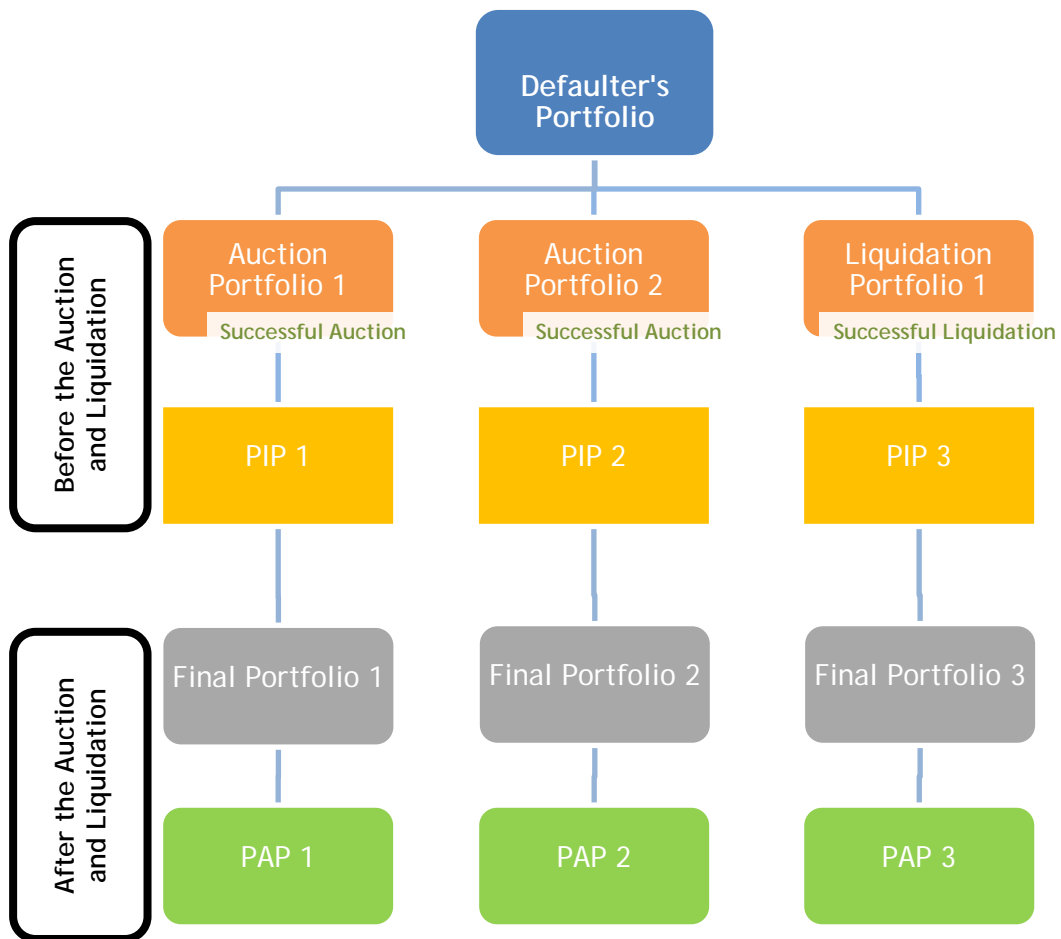 Defaulter's
Portfolio
Before the Auction
and Liquidation
Auction
Portfolio 1
Successful Auction
Auction
Portfolio 2
Successful Auction
Liquidation
Portfolio 1
Successful Liquidation
PIP 1
PIP 2
PIP 3
After the Auction
and Liquidation
Final Portfolio 1
Final Portfolio 2
Final Portfolio 3
PAP 1
PAP 2
PAP 3